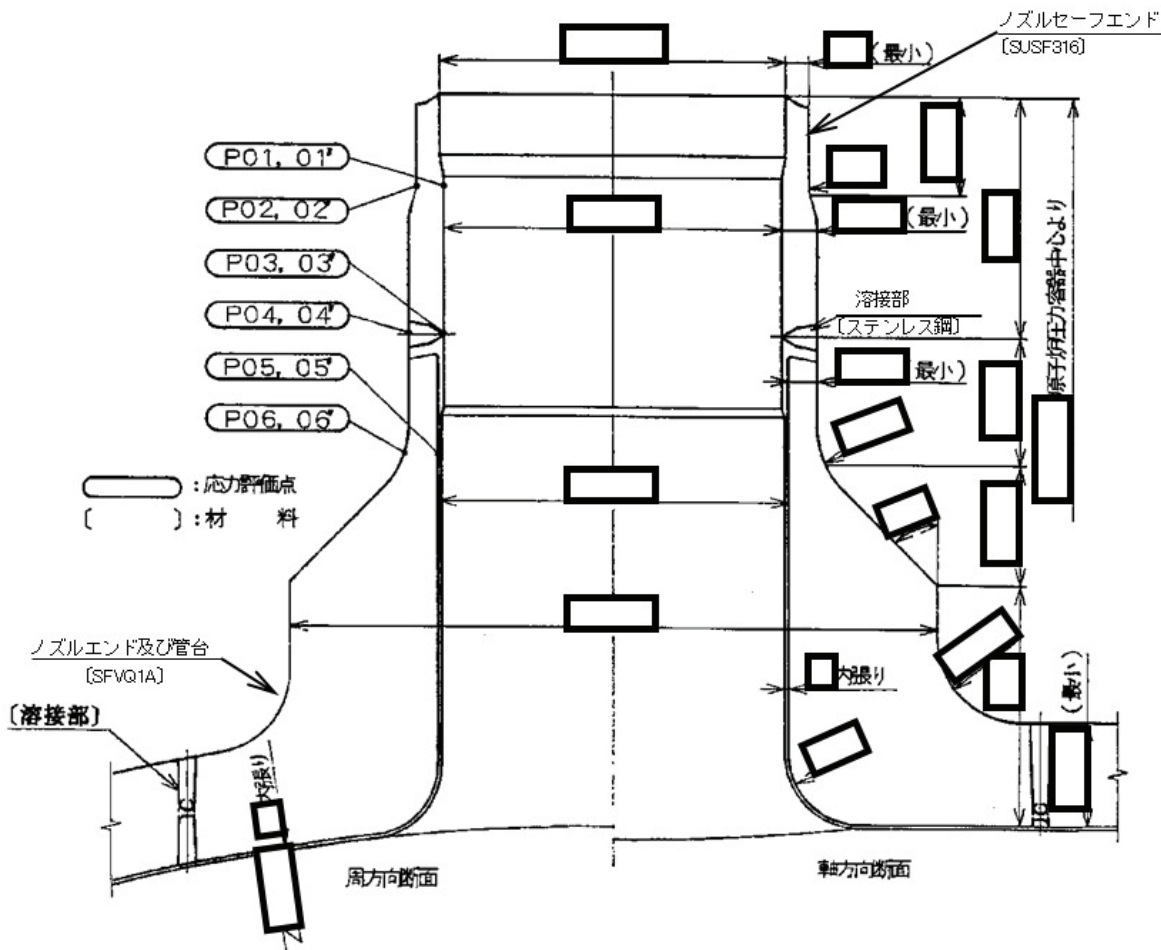 ノズルセーフエンド
〔SUSF316〕
(最小)
P01, 01'
P02, 02'
(最小)
P03, 03'
溶接部
〔ステンレス鋼〕
P04, 04'
原子炉圧力容器中心より
P05, 05'
最小)
P06, 06'
：応力評価点
〔 〕：材 料
ノズルエンド及び管台
〔SFVQ1A〕
内張り
(最小)
〔溶接部〕
内張り
周方向断面
軸方向断面